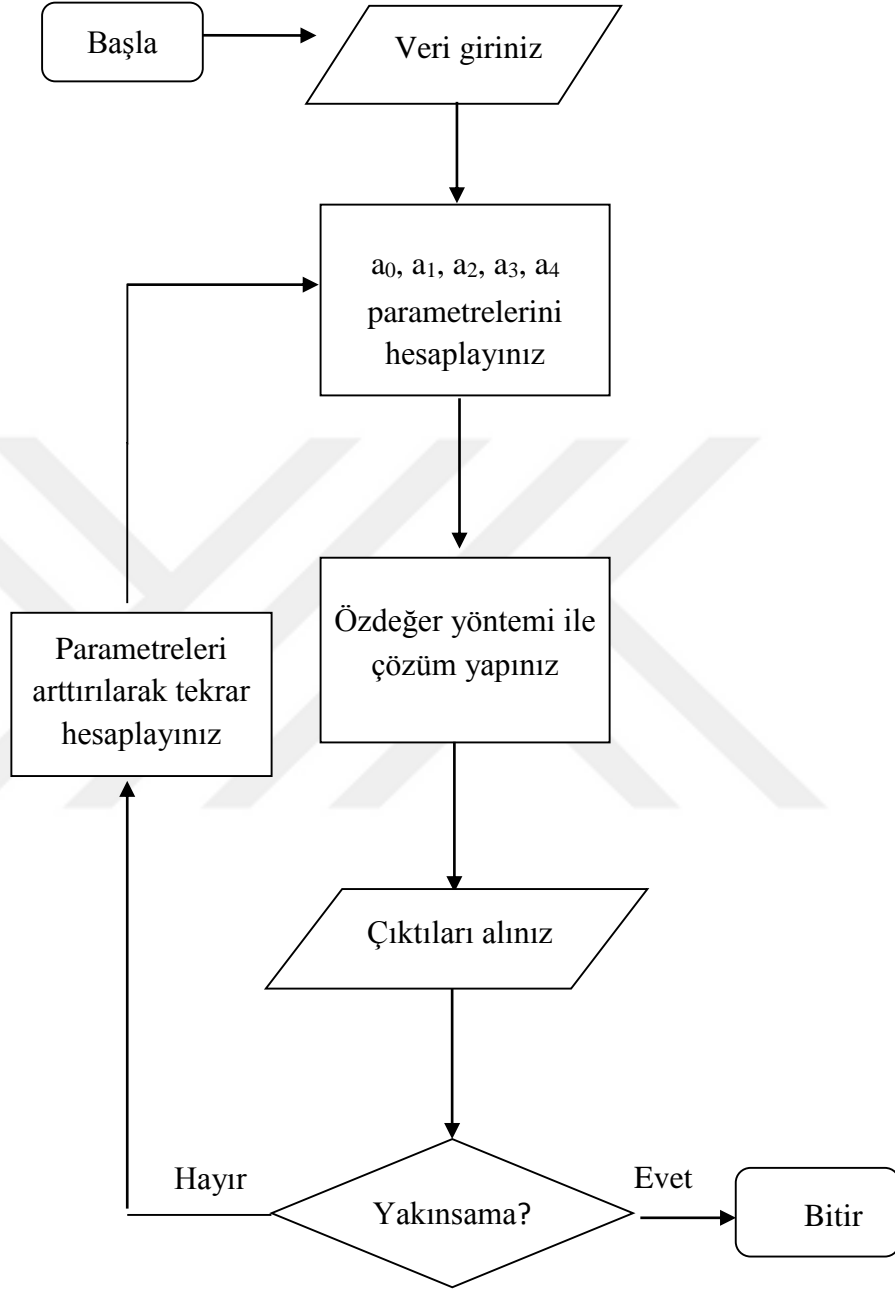 Başla
Veri giriniz
a₀, a₁, a₂, a₃, a₄
parametrelerini
hesaplayınız
Özdeğer yöntemi ile
çözüm yapınız
Parametreleri
arttırılarak tekrar
hesaplayınız
Çıktıları alınız
Hayır
Yakınsama?
Evet
Bitir